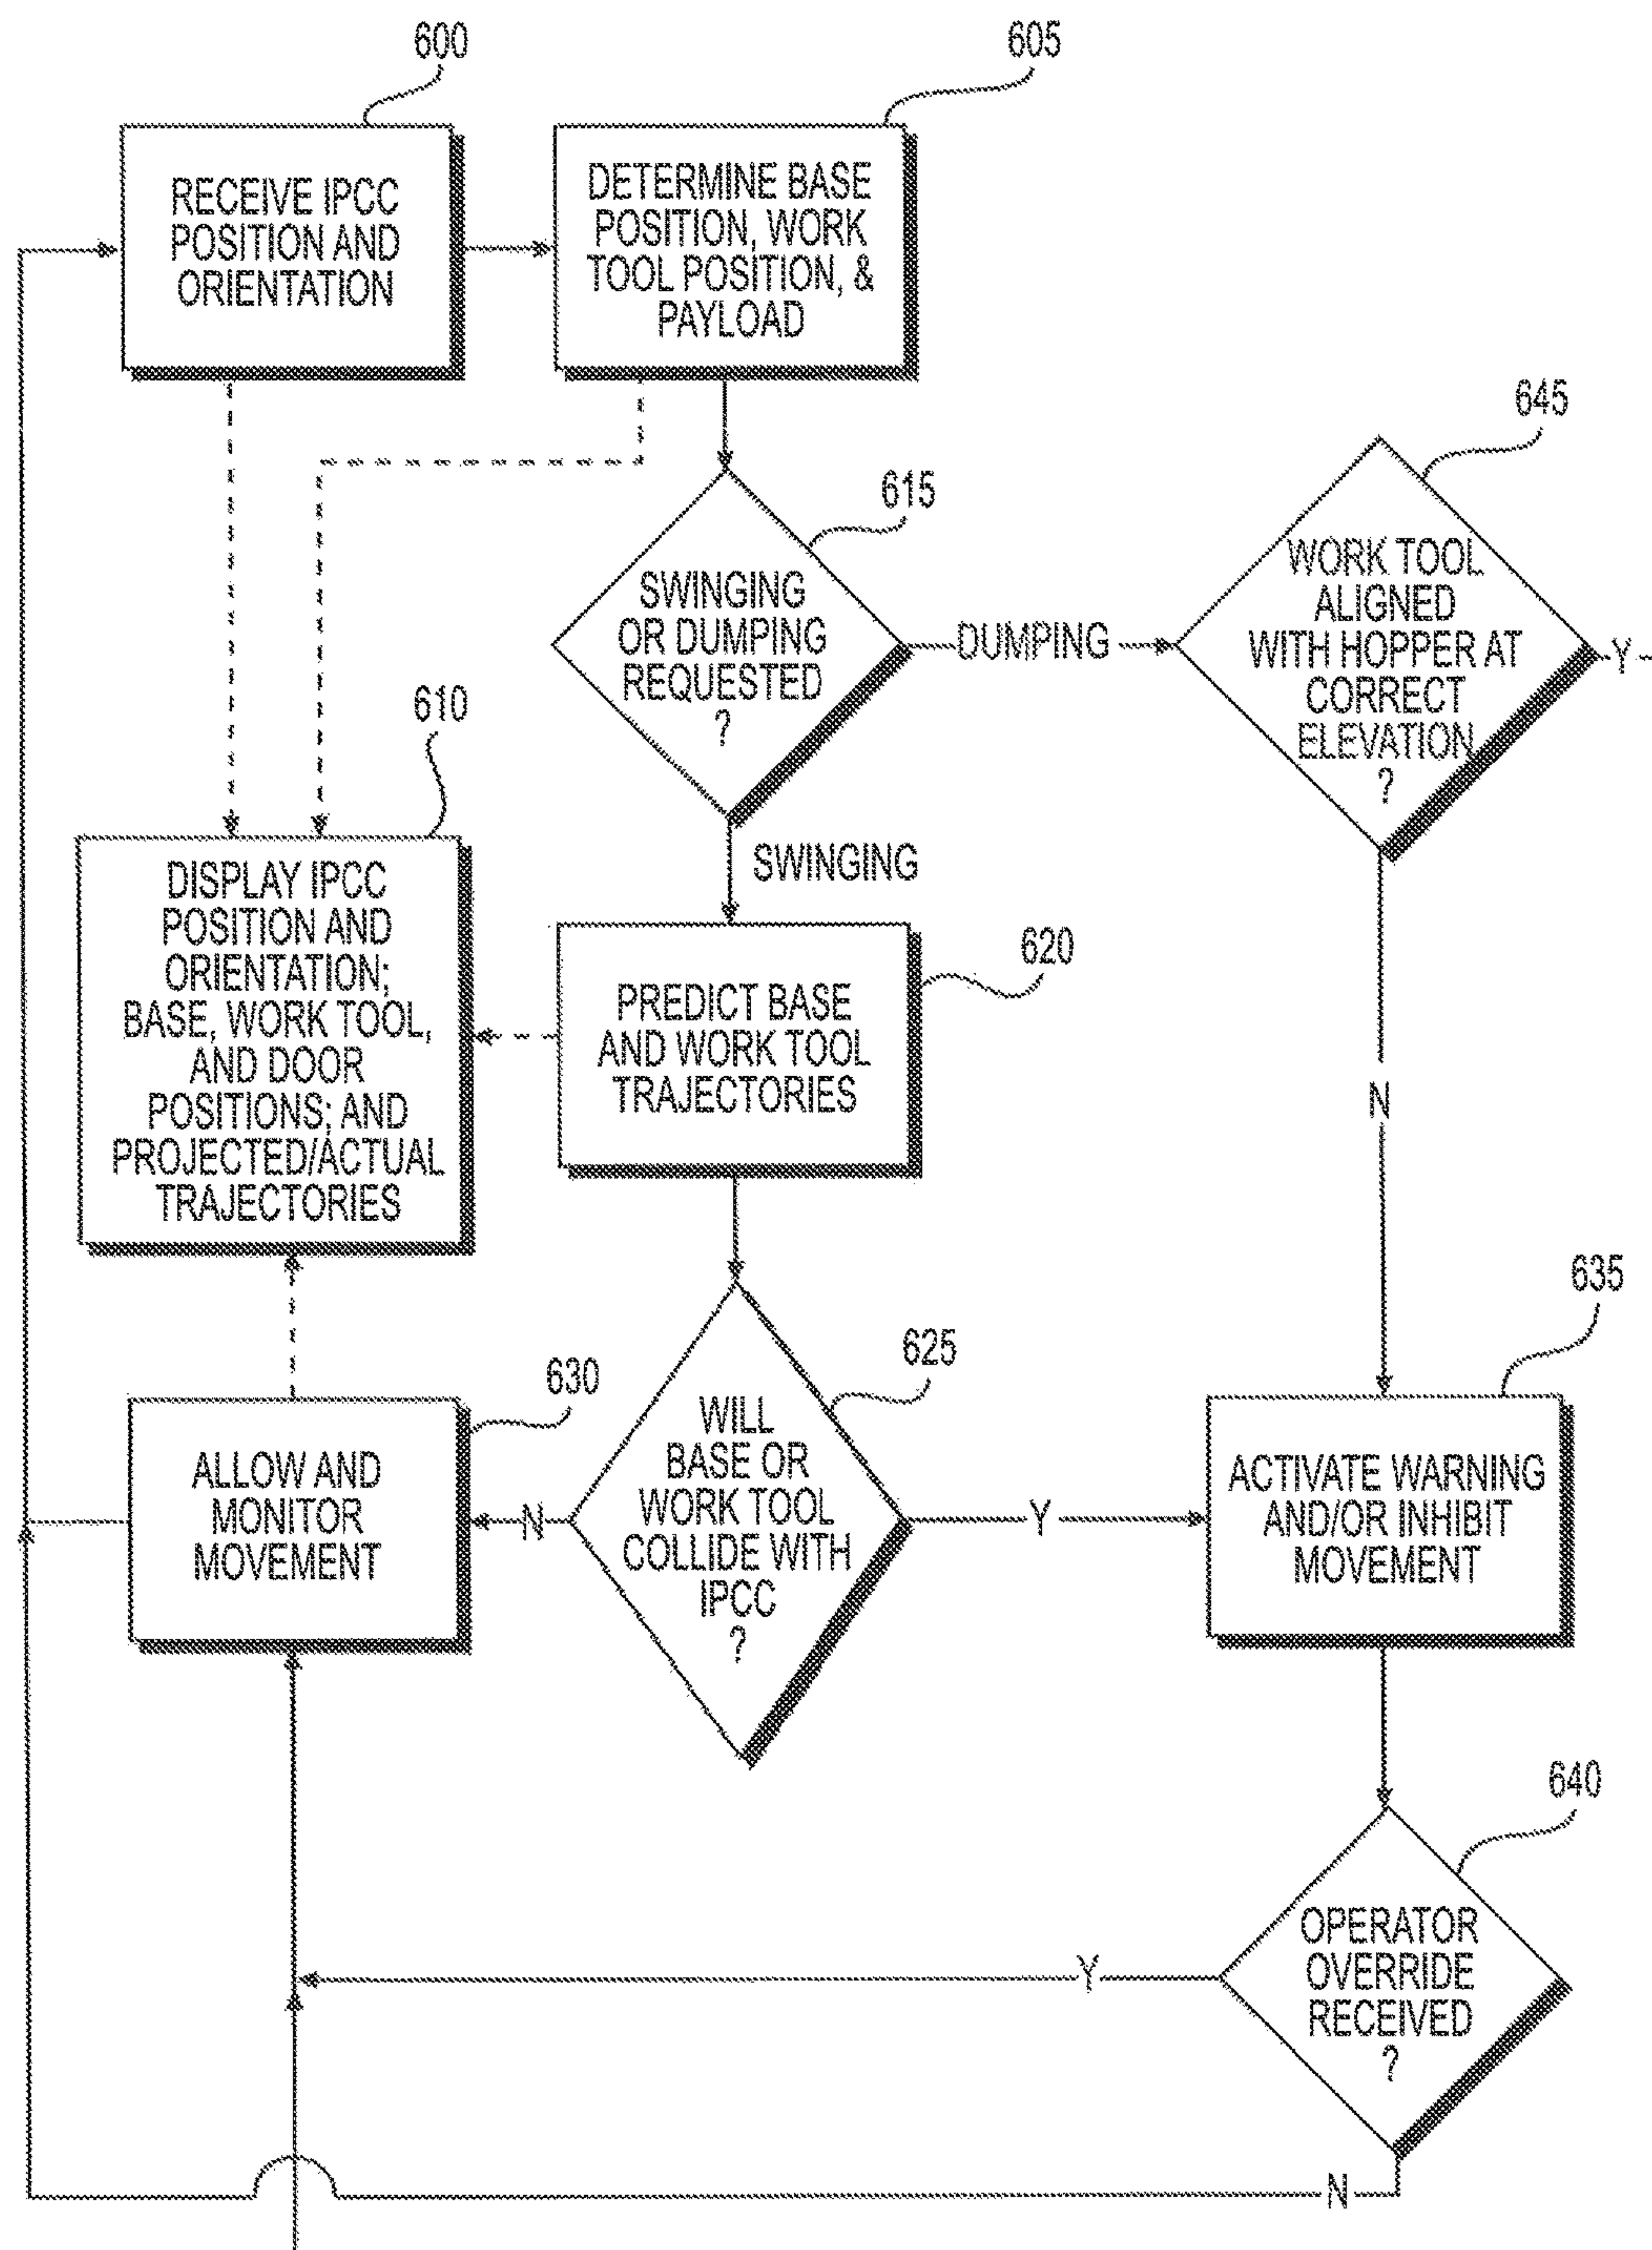 600
605
RECEIVE IPCC
POSITION AND
ORIENTATION
DETERMINE BASE
POSITION, WORK
TOOL POSITION, &
PAYLOAD
645
615
SWINGING
OR DUMPING
REQUESTED
?
DUMPING
WORK TOOL
ALIGNED
WITH HOPPER AT
CORRECT
ELEVATION
?
Y
610
SWINGING
DISPLAY IPCC
POSITION AND
ORIENTATION;
BASE, WORK TOOL,
AND DOOR
POSITIONS; AND
PROJECTED/ACTUAL
TRAJECTORIES
620
PREDICT BASE
AND WORK TOOL
TRAJECTORIES
N
635
625
630
ALLOW AND
MONITOR
MOVEMENT
N
WILL
BASE OR
WORK TOOL
COLLIDE WITH
IPCC
?
Y
ACTIVATE WARNING
AND/OR INHIBIT
MOVEMENT
640
OPERATOR
OVERRIDE
RECEIVED
?
Y
N